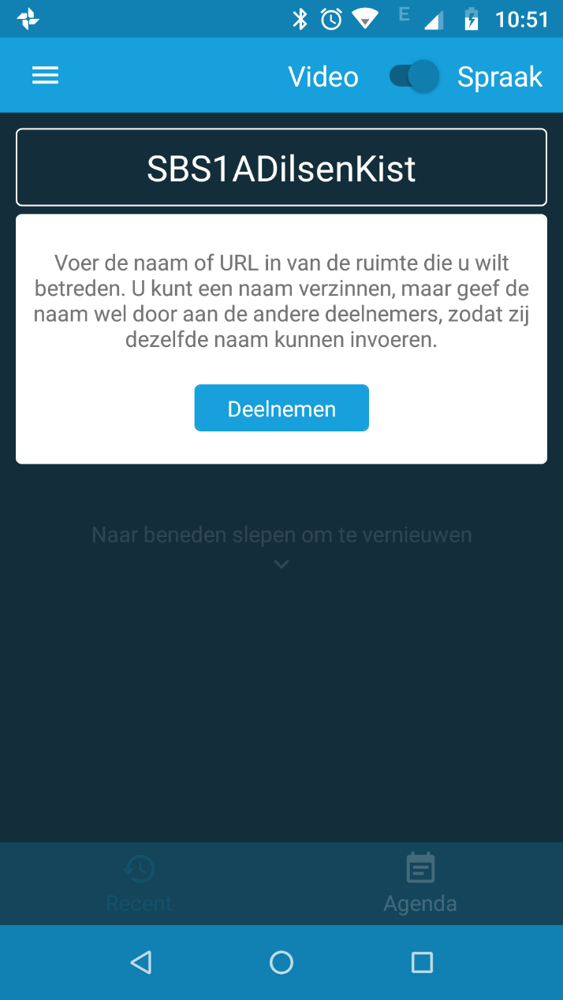 E 10:51
Video Spraak
SBS1ADilsenKist
Voer de naam of URL in van de ruimte die u wilt
betreden. U kunt een naam verzinnen, maar geef de
naam wel door aan de andere deelnemers, zodat zij
dezelfde naam kunnen invoeren.
Deelnemen
Naar beneden slepen om te vernieuwen
Recent Agenda